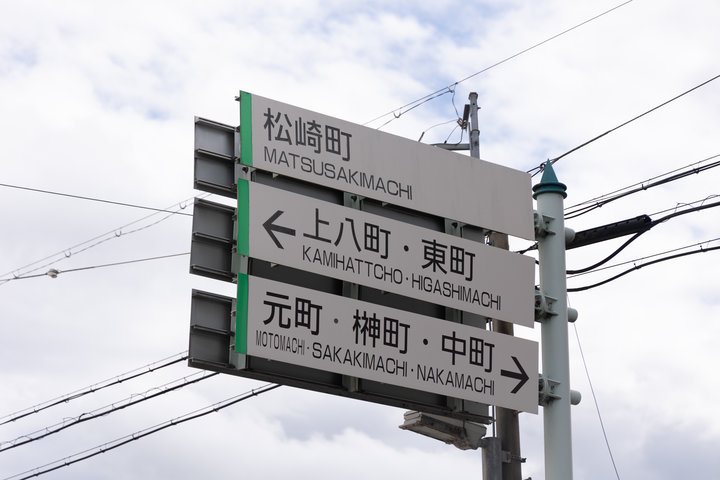 松崎町
MATSUSAKIMACHI
← 上八町・東町
KAMIHATTCHO・HIGASHIMACHI
元町・榊町・中町 →
MOTOMACHI・SAKAKIMACHI・NAKAMACHI